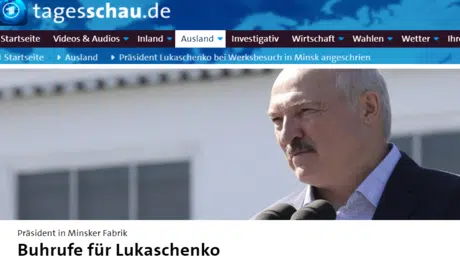 tagesschau.de
Startseite Videos & Audios Inland Ausland Investigativ Wirtschaft Wahlen Wetter
Startseite Ausland Präsident Lukaschenko bei Werksbesuch in Minsk angeschrien
Präsident in Minsker Fabrik
Buhrufe für Lukaschenko